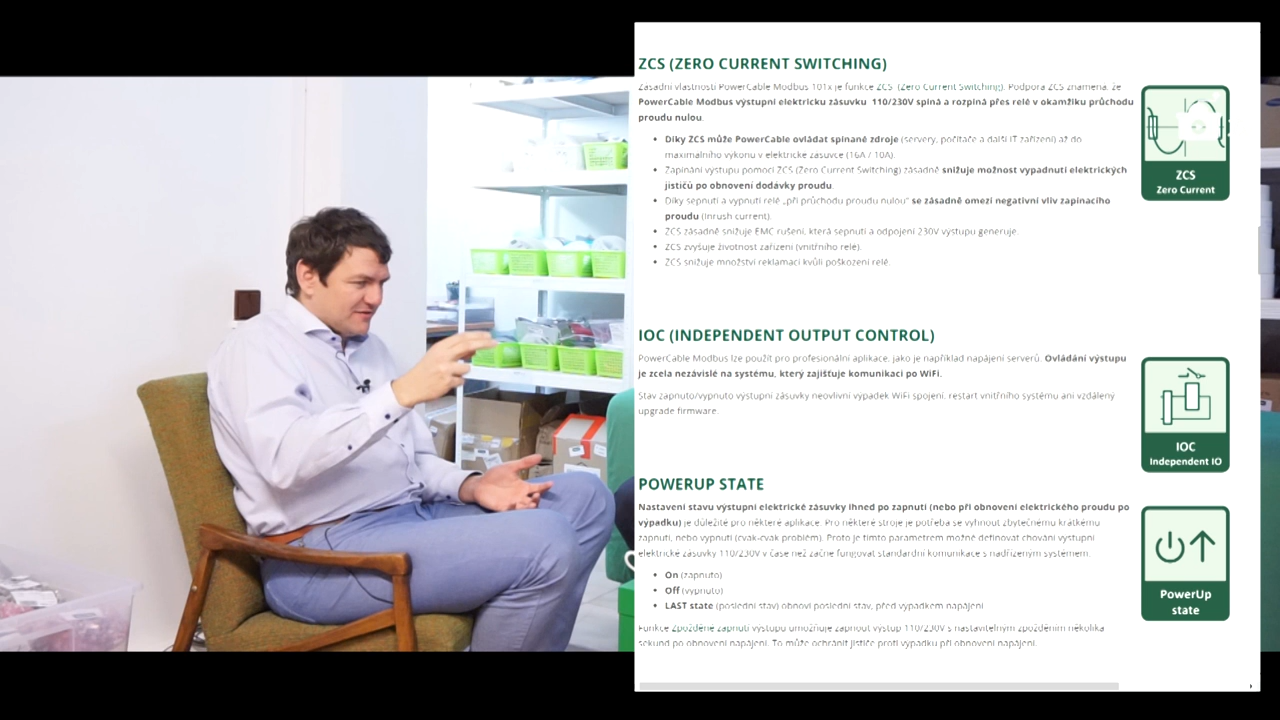 ZCS (ZERO CURRENT SWITCHING)
Zásadní vlastností PowerCable Modbus 101x je funkce ZCS (Zero Current Switching). Podpora ZCS znamená, že
PowerCable Modbus výstupní elektricku zásuvku 110/230V spíná a rozpíná přes relé v okamžiku průchodu
proudu nulou.
• Díky ZCS může PowerCable ovládat spínané zdroje (servery, počítače a další IT zařízení) až do
maximálního výkonu v elektrické zásuvce (16A / 10A).
• Zapínání výstupu pomocí ZCS (Zero Current Switching) zásadně snižuje možnost vypadnutí elektrických
jističů po obnovení dodávky proudu.
• Díky sepnutí a vypnutí relé „při průchodu proudu nulou" se zásadně omezí negativní vliv zapínacího
proudu (Inrush current).
• ZCS zásadně snižuje EMC rušení, která sepnutí a odpojení 230V výstupu generuje.
• ZCS zvyšuje životnost zařízení (vnitřního relé).
• ZCS snižuje množství reklamací kvůli poškození relé.
ZCS
Zero Current
IOC (INDEPENDENT OUTPUT CONTROL)
PowerCable Modbus lze použít pro profesionální aplikace, jako je například napájení serverů. Ovládání výstupu
je zcela nezávislé na systému, který zajišťuje komunikaci po WiFi.
Stav zapnuto/vypnuto výstupní zásuvky neovlivní výpadek WiFi spojení, restart vnitřního systému ani vzdálený
upgrade firmware.
IOC
Independent IO
POWERUP STATE
Nastavení stavu výstupní elektrické zásuvky ihned po zapnutí (nebo při obnovení elektrického proudu po
výpadku) je důležité pro některé aplikace. Pro některé stroje je potřeba se vyhnout zbytečnému krátkému
zapnutí, nebo vypnutí (cvak-cvak problém). Proto je tímto parametrem možné definovat chování výstupní
elektrické zásuvky 110/230V v čase než začne fungovat standardní komunikace s nadřízeným systémem.
• On (zapnuto)
• Off (vypnuto)
• LAST state (poslední stav) obnoví poslední stav, před výpadkem napájení
Funkce Zpožděné zapnutí výstupu umožňuje zapnout výstup 110/230V s nastavitelným zpožděním několika
sekund po obnovení napájení. To může ochránit jističe proti výpadku při obnovení napájení.
PowerUp
state